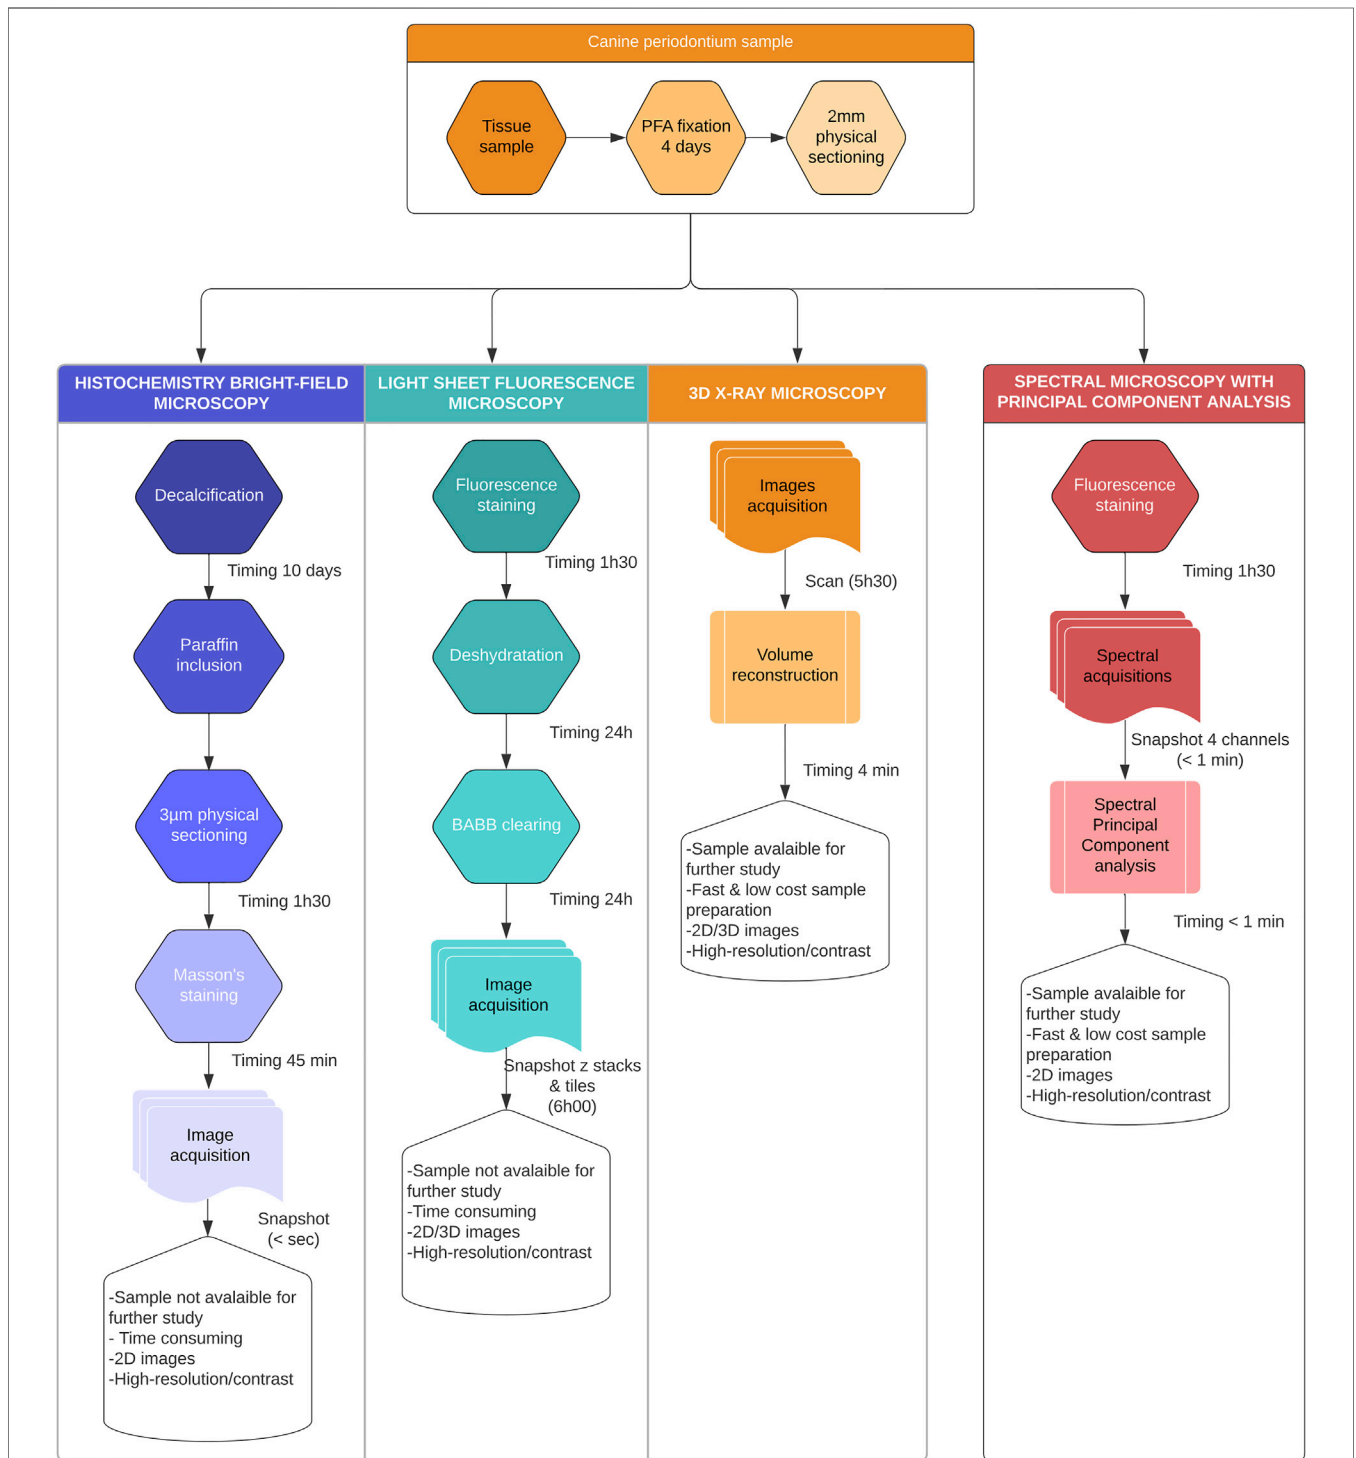 Canine periodontium sample
Tissue
sample
PFA fixation
4 days
2mm
physical
sectioning
HISTOCHEMISTRY BRIGHT-FIELD
MICROSCOPY
Decalcification
Timing 10 days
Paraffin
inclusion
3µm physical
sectioning
Timing 1h30
Masson's
staining
Timing 45 min
Image
acquisition
Snapshot
(< sec)
-Sample not avalaible for
further study
- Time consuming
-2D images
-High-resolution/contrast
LIGHT SHEET FLUORESCENCE
MICROSCOPY
Fluorescence
staining
Timing 1h30
Deshydratation
Timing 24h
BABB clearing
Timing 24h
Image
acquisition
Snapshot z stacks
& tiles
(6h00)
-Sample not avalaible for
further study
-Time consuming
-2D/3D images
-High-resolution/contrast
3D X-RAY MICROSCOPY
Images
acquisition
Scan (5h30)
Volume
reconstruction
Timing 4 min
-Sample avalaible for
further study
-Fast & low cost sample
preparation
-2D/3D images
-High-resolution/contrast
SPECTRAL MICROSCOPY WITH
PRINCIPAL COMPONENT ANALYSIS
Fluorescence
staining
Timing 1h30
Spectral
acquisitions
Snapshot 4 channels
(< 1 min)
Spectral
Principal
Component
analysis
Timing < 1 min
-Sample avalaible for
further study
-Fast & low cost sample
preparation
-2D images
-High-resolution/contrast